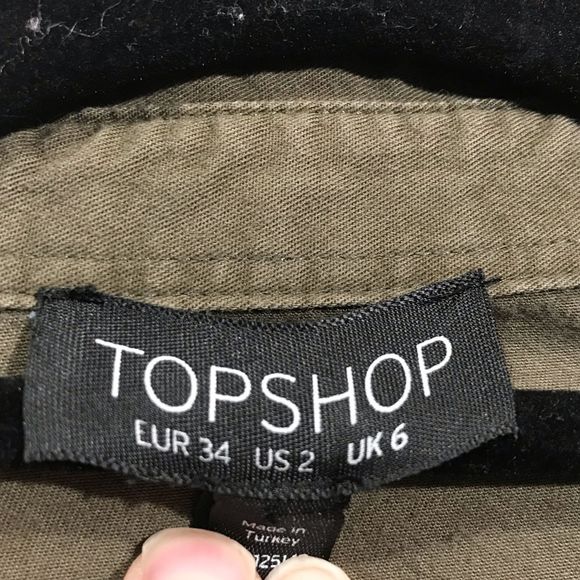 TOPSHOP
EUR 34 US 2 UK 6
Made in
Turkey